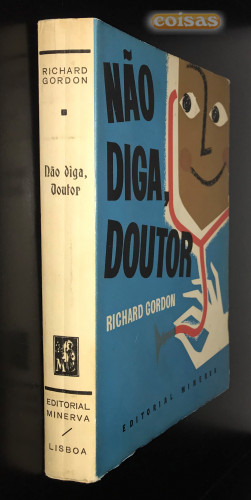 coisas
RICHARD
GORDON
Não diga,
Doutor
EDITORIAL
MINERVA
LISBOA
NÃO
DIGA,
DOUTOR
RICHARD GORDON
EDITORIAL MINERVA